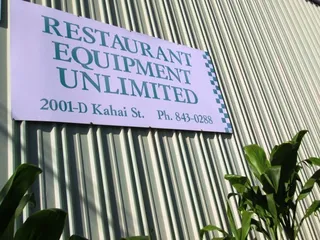 RESTAURANT
EQUIPMENT
UNLIMITED
2001-D Kahai St. Ph. 843-0288